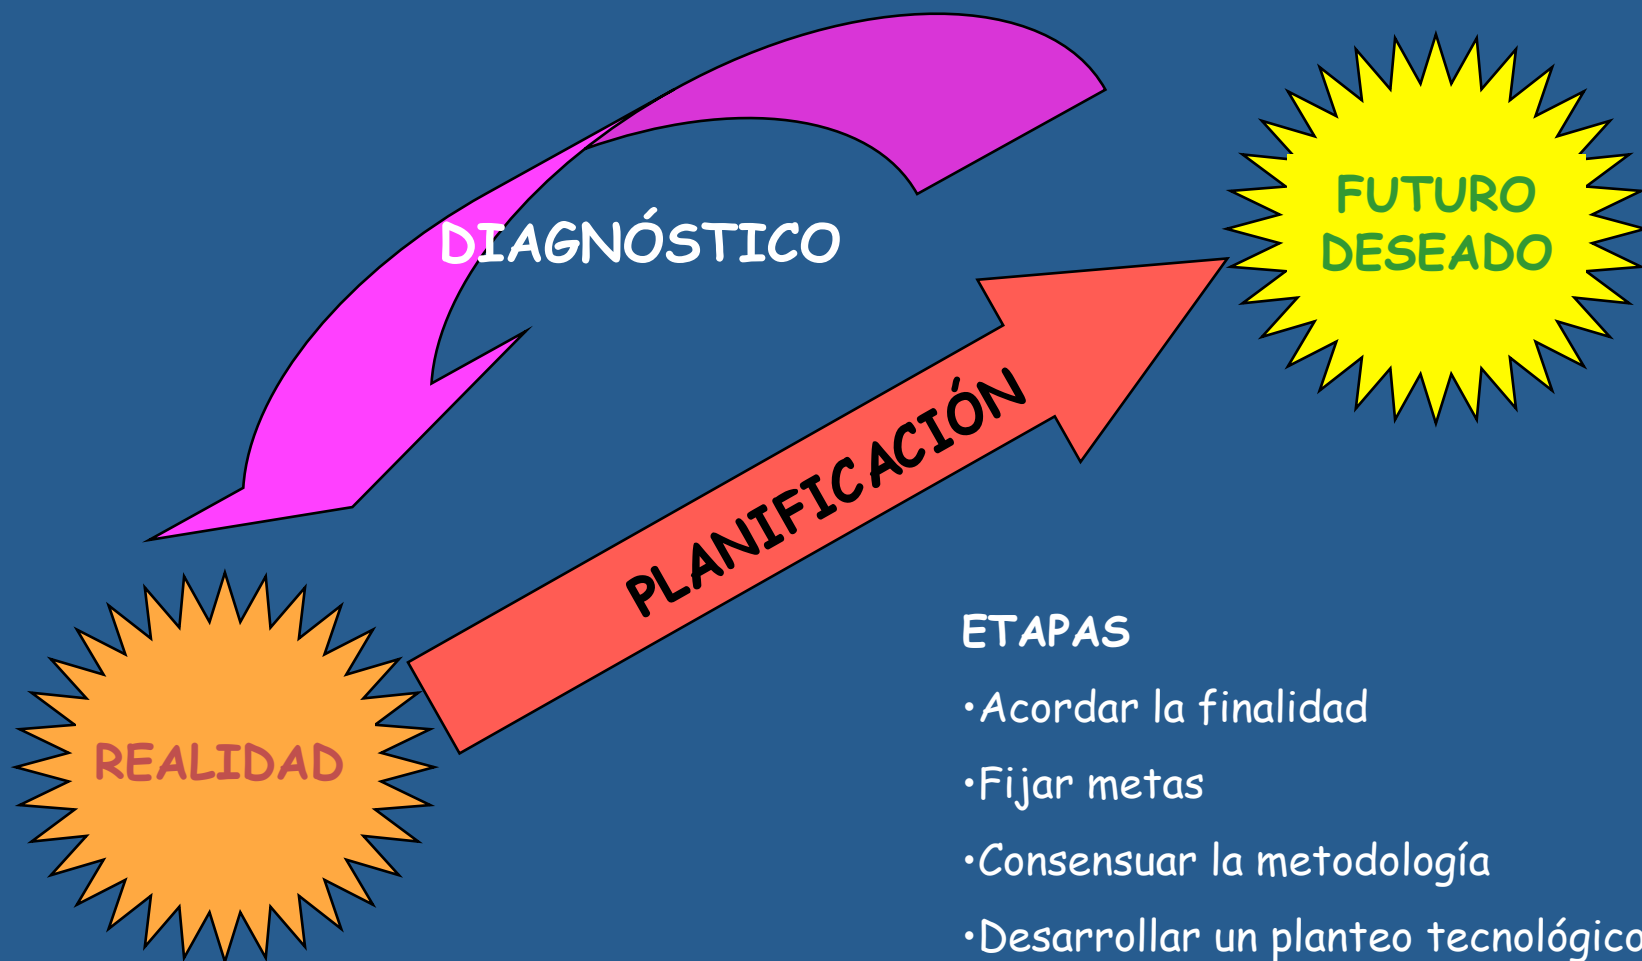 DIAGNÓSTICO
FUTURO
DESEADO
PLANIFICACIÓN
REALIDAD
ETAPAS
•Acordar la finalidad
•Fijar metas
•Consensuar la metodología
•Desarrollar un planteo tecnológico